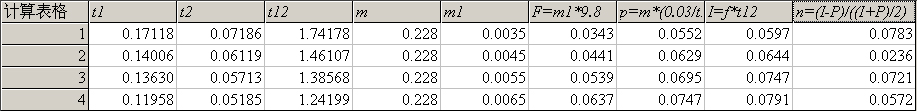 计算表格 t1 t2 t12 m m1 F=m1*9.8 p=m*(0.03/t. I=f*t12 n=(I-P)/((I+P)/2)
1 0.17118 0.07186 1.74178 0.228 0.0035 0.0343 0.0552 0.0597 0.0783
2 0.14006 0.06119 1.46107 0.228 0.0045 0.0441 0.0629 0.0644 0.0236
3 0.13630 0.05713 1.38568 0.228 0.0055 0.0539 0.0695 0.0747 0.0721
4 0.11958 0.05185 1.24199 0.228 0.0065 0.0637 0.0747 0.0791 0.0572